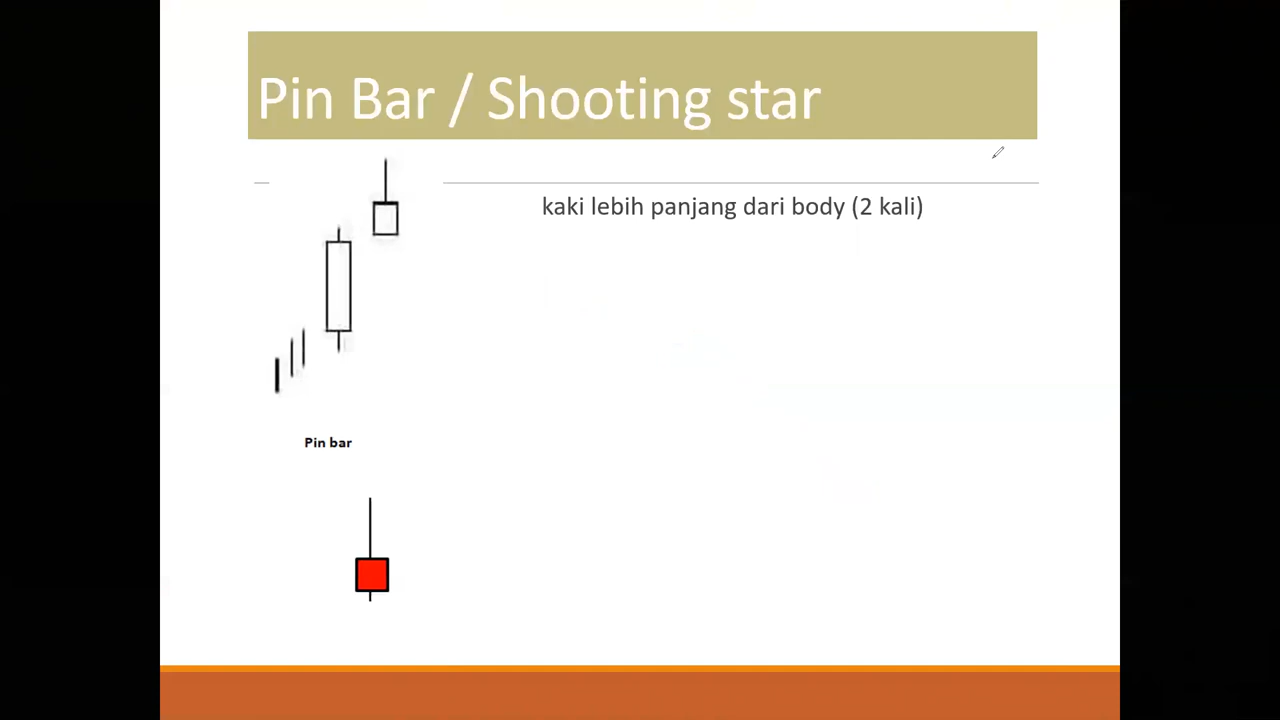 Pin Bar / Shooting star
kaki lebih panjang dari body (2 kali)
Pin bar